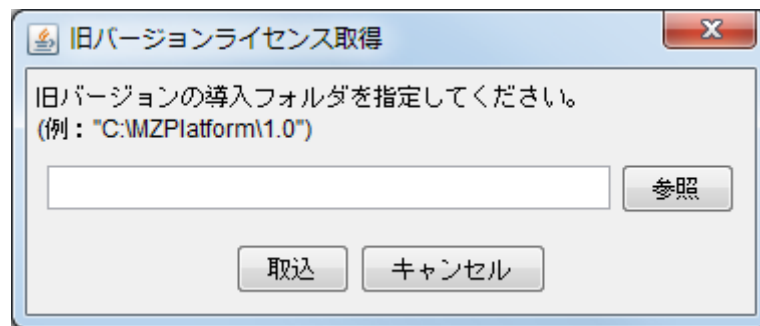 旧バージョンライセンス取得
旧バージョンの導入フォルダを指定してください。
(例："C:\MZPlatform\1.0")
参照
取込 キャンセル